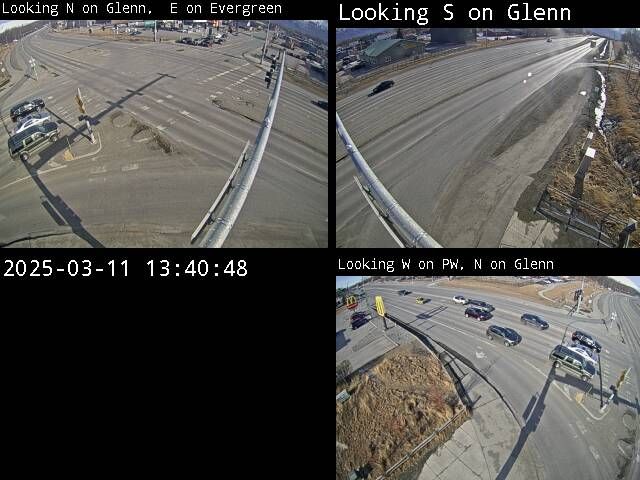 Looking N on Glenn, E on Evergreen
Looking S on Glenn
2025-03-11 13:40:48
Looking W on PW, N on Glenn